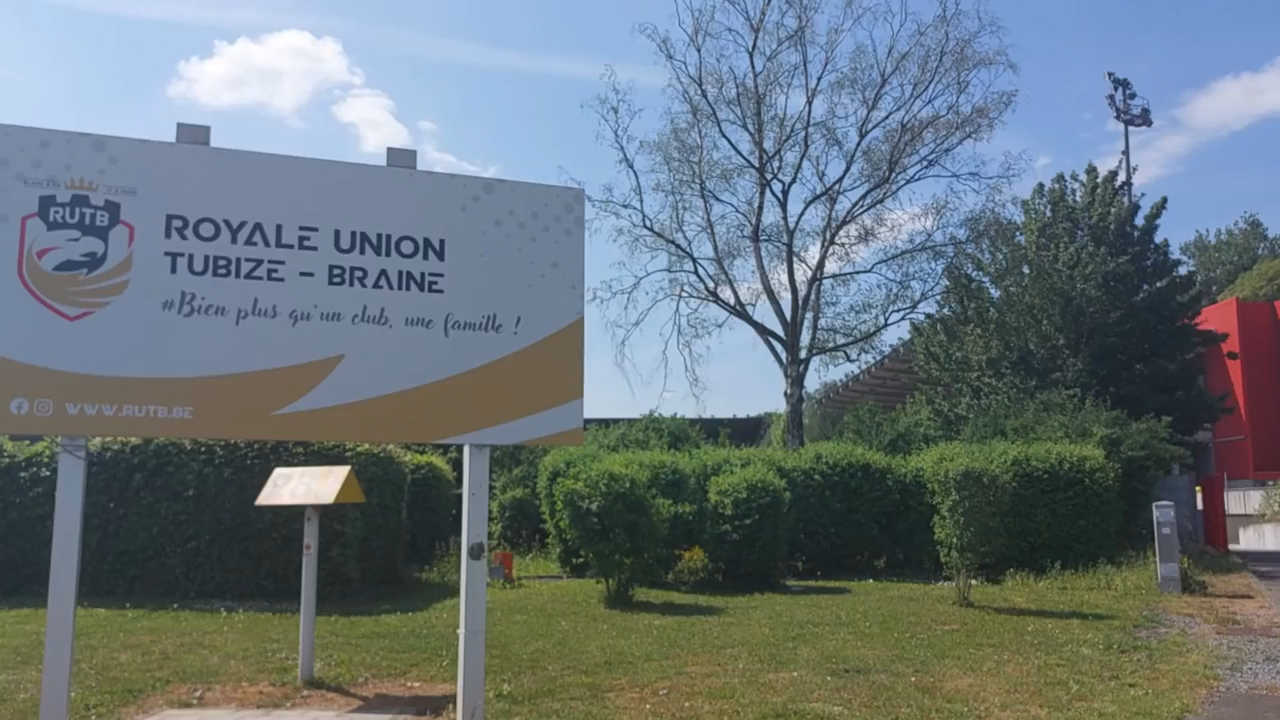 RUTB
ROYALE UNION
TUBIZE - BRAINE
#Bien plus qu'un club, une famille !
WWW.RUTB.BE